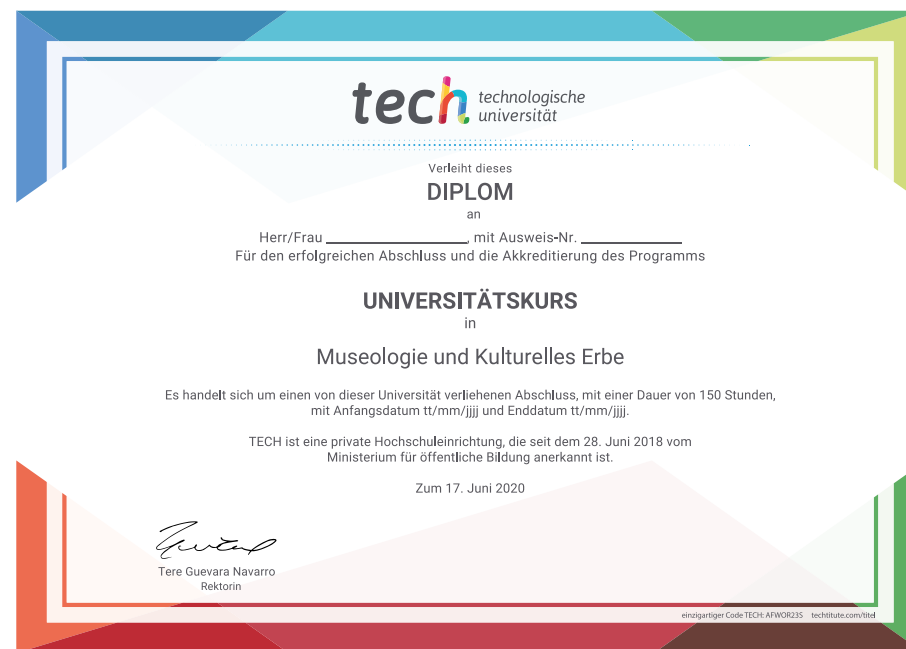 tech technologische
universität
Verleiht dieses
DIPLOM
an
Herr/Frau ____________________, mit Ausweis-Nr. ______________
Für den erfolgreichen Abschluss und die Akkreditierung des Programms
UNIVERSITÄTSKURS
in
Museologie und Kulturelles Erbe
Es handelt sich um einen von dieser Universität verliehenen Abschluss, mit einer Dauer von 150 Stunden,
mit Anfangsdatum tt/mm/jjjj und Enddatum tt/mm/jjjj.
TECH ist eine private Hochschuleinrichtung, die seit dem 28. Juni 2018 vom
Ministerium für öffentliche Bildung anerkannt ist.
Zum 17. Juni 2020
Tere Guevara Navarro
Rektorin
einzigartiger Code TECH: AFWOR23S techtitute.com/titel